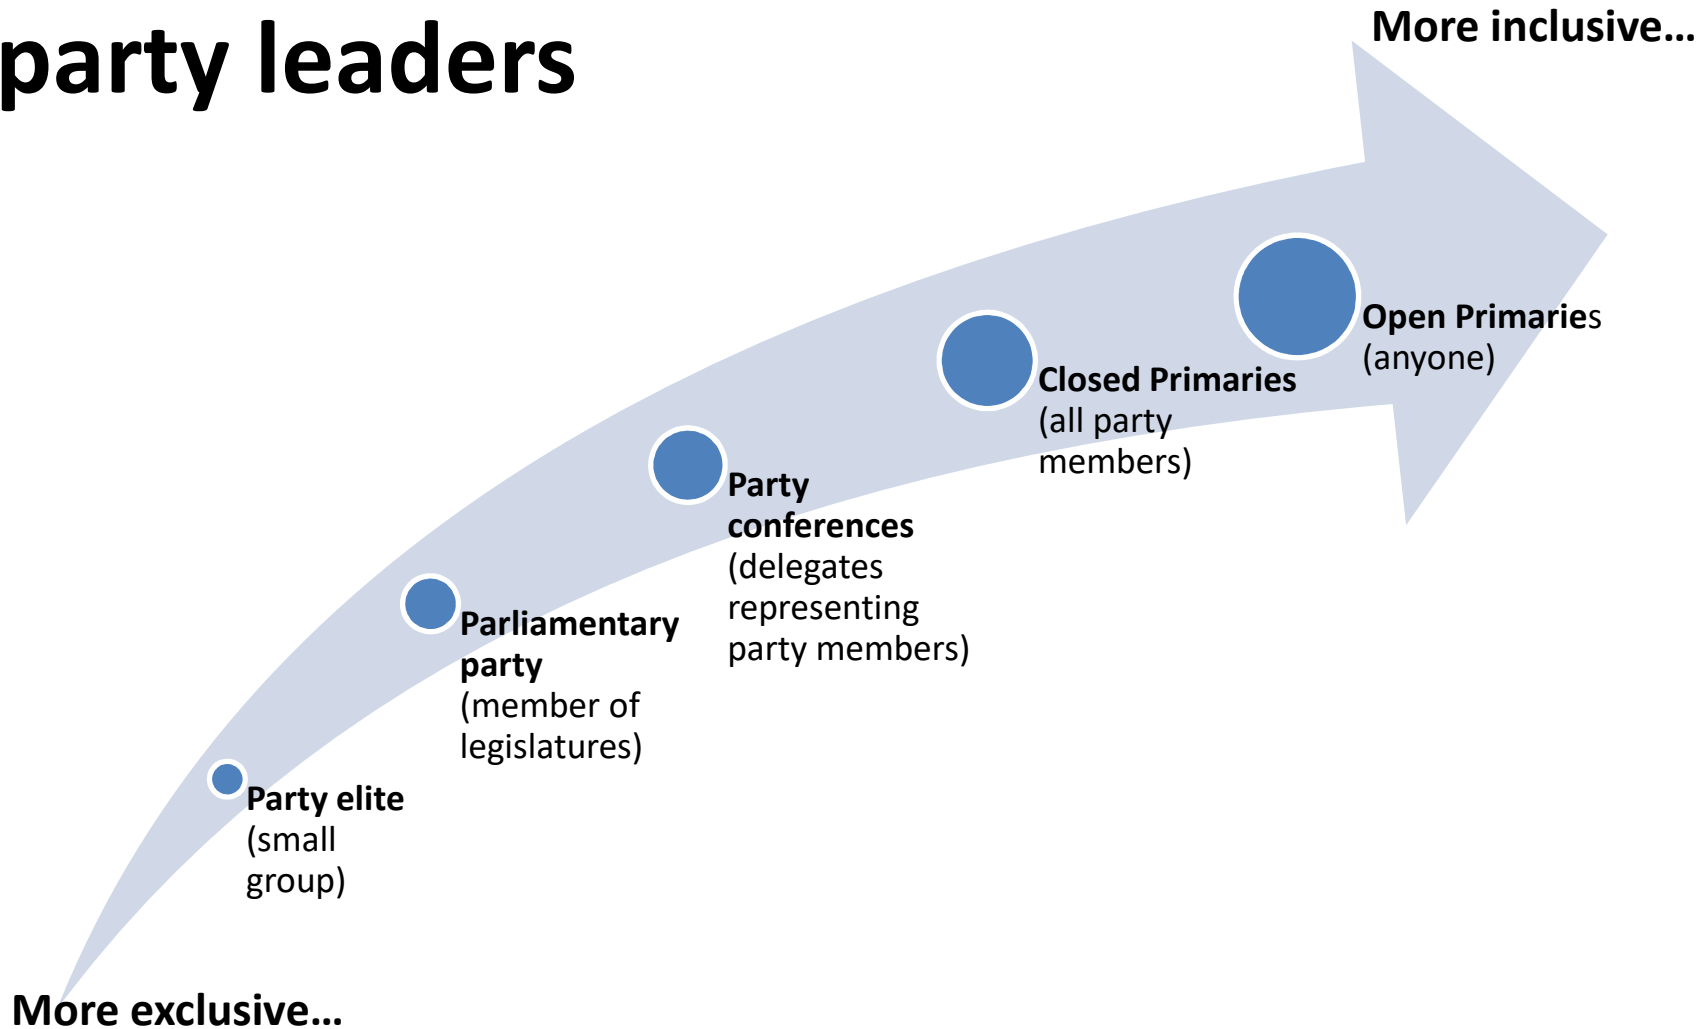 party leaders
More inclusive...
Open Primaries
(anyone)
Closed Primaries
(all party
members)
Party
conferences
(delegates
representing
party members)
Parliamentary
party
(member of
legislatures)
Party elite
(small
group)
More exclusive...